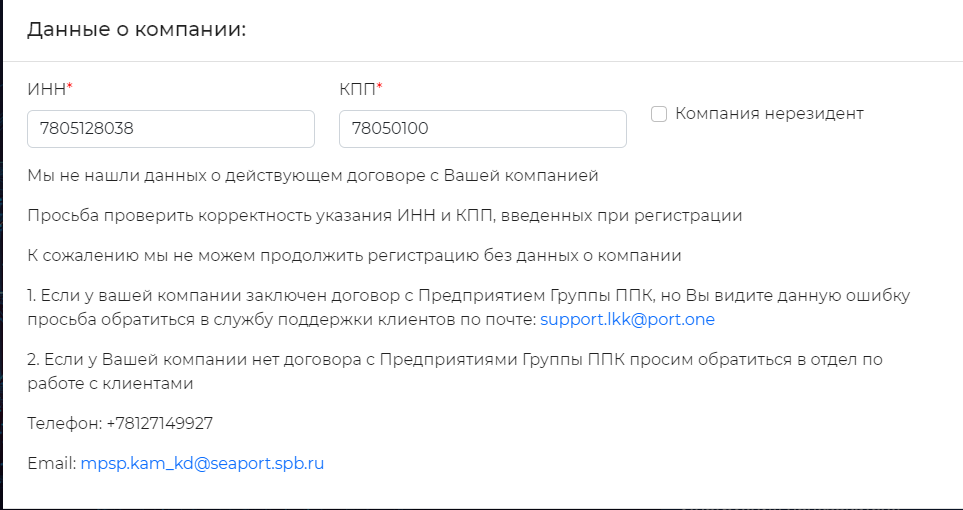 Данные о компании:
ИНН*
КПП*
7805128038
78050100
Компания нерезидент
Мы не нашли данных о действующем договоре с Вашей компанией
Просьба проверить корректность указания ИНН и КПП, введенных при регистрации
К сожалению мы не можем продолжить регистрацию без данных о компании
1. Если у вашей компании заключен договор с Предприятием Группы ППК, но Вы видите данную ошибку
просьба обратиться в службу поддержки клиентов по почте: support.lkk@port.one
2. Если у Вашей компании нет договора с Предприятиями Группы ППК просим обратиться в отдел по
работе с клиентами
Телефон: +78127149927
Email: mpsp.kam_kd@seaport.spb.ru